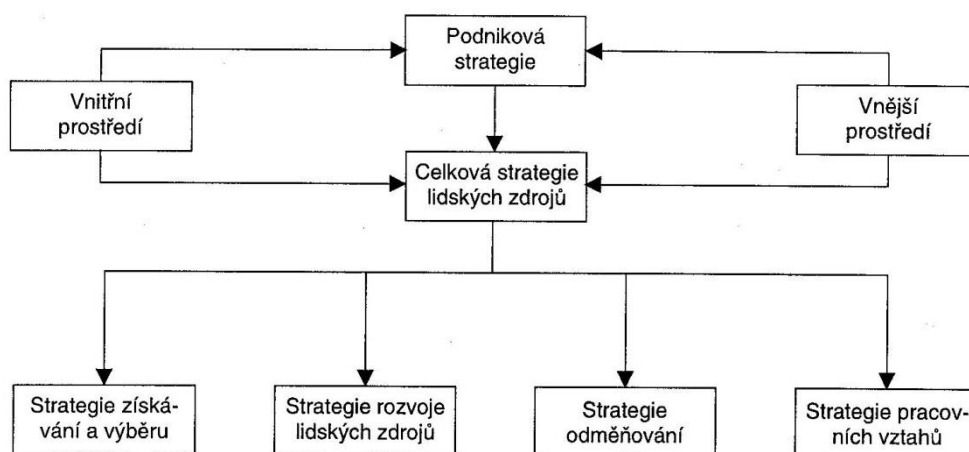 Podniková
strategie
Vnitřní
prostředí
Vnější
prostředí
Celková strategie
lidských zdrojů
Strategie získá-
vání a výběru
Strategie rozvoje
lidských zdrojů
Strategie
odměňování
Strategie pracov-
ních vztahů